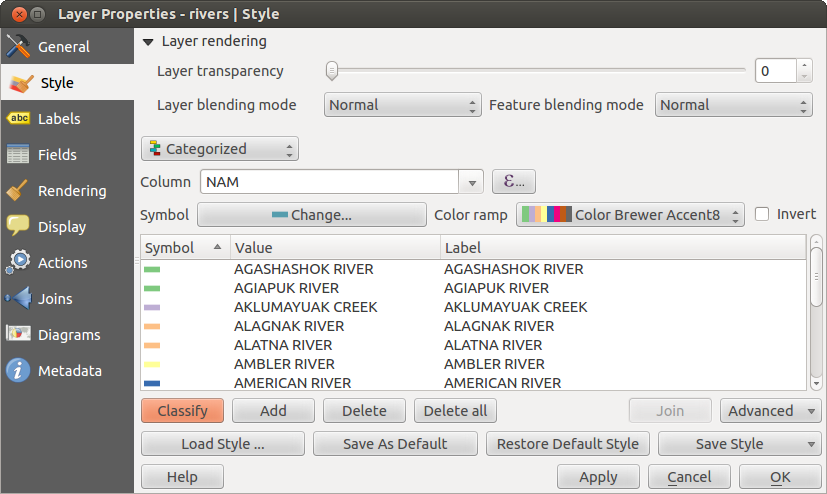 Layer Properties - rivers | Style
General
Style
abc Labels
Fields
Rendering
Display
Actions
Joins
Diagrams
Metadata
Layer rendering
Layer transparency 0
Layer blending mode Normal Feature blending mode Normal
Categorized
Column NAM ε...
Symbol Change... Color ramp Color Brewer Accent8 Invert
Symbol Value Label
AGASHASHOK RIVER AGASHASHOK RIVER
AGIAPUK RIVER AGIAPUK RIVER
AKLUMAYUAK CREEK AKLUMAYUAK CREEK
ALAGNAK RIVER ALAGNAK RIVER
ALATNA RIVER ALATNA RIVER
AMBLER RIVER AMBLER RIVER
AMERICAN RIVER AMERICAN RIVER
Classify Add Delete Delete all Join Advanced
Load Style ... Save As Default Restore Default Style Save Style
Help Apply Cancel OK